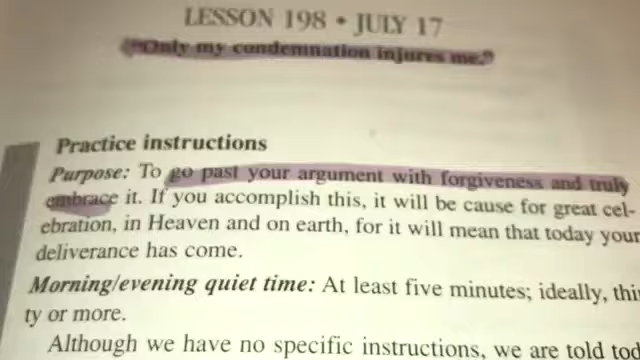 LESSON 198 • JULY 17
"Only my condemnation injures me."
Practice instructions
Purpose: To go past your argument with forgiveness and truly
embrace it. If you accomplish this, it will be cause for great cel-
ebration, in Heaven and on earth, for it will mean that today your
deliverance has come.
Morning/evening quiet time: At least five minutes; ideally, thi
ty or more.
Although we have no specific instructions, we are told tod